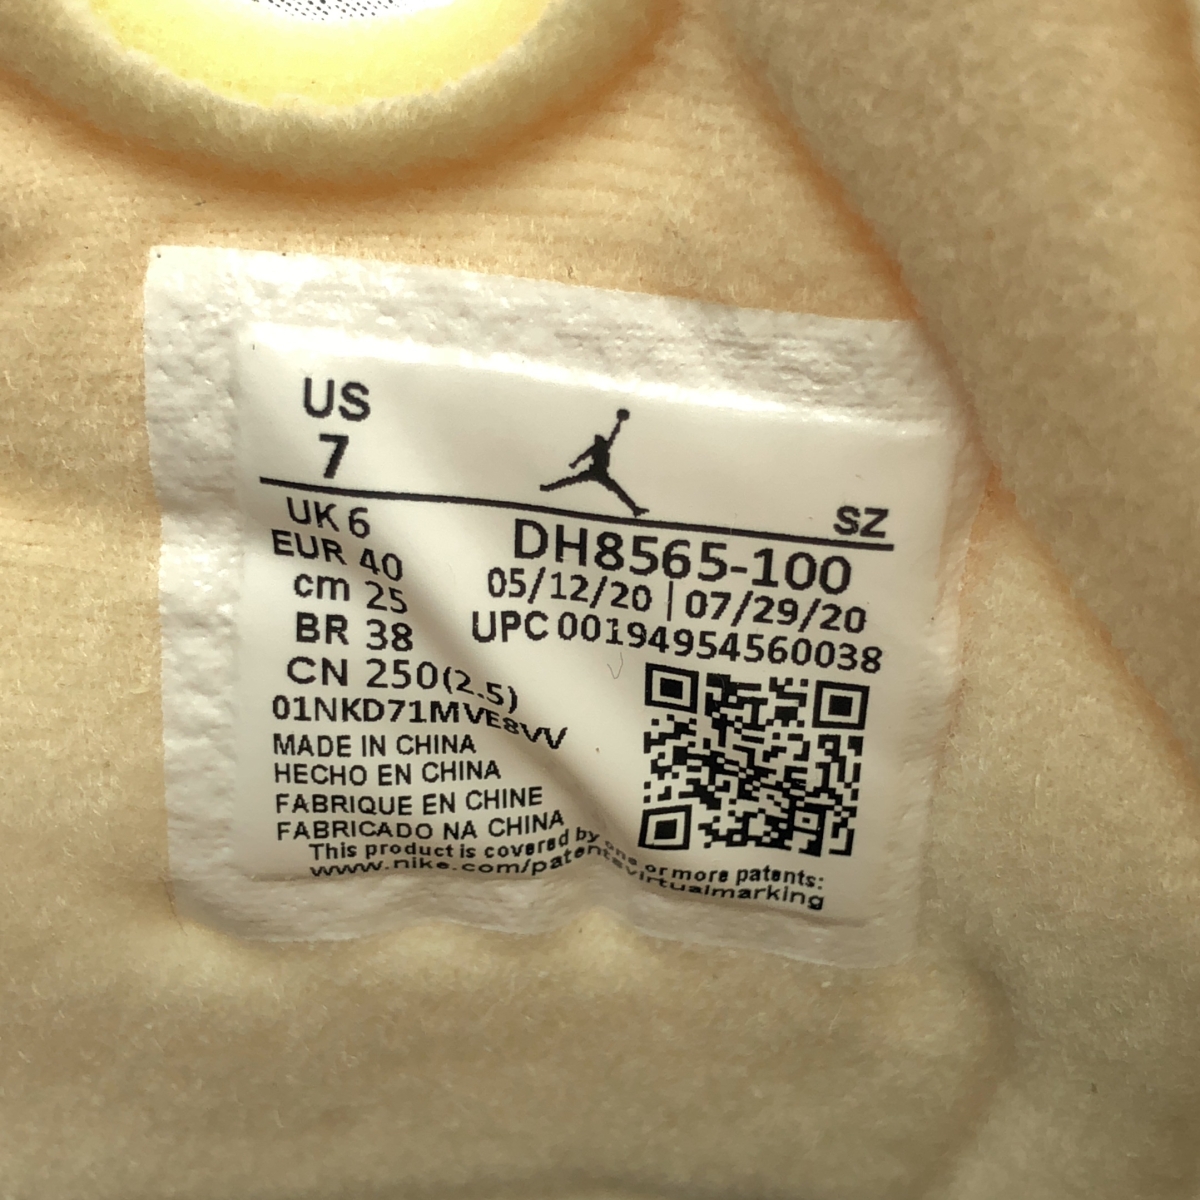 US
7
SZ
UK 6
EUR 40
cm 25
BR 38
CN 250(2.5)
DH8565-100
05/12/20 | 07/29/20
UPC 00194954560038
01NKD71MVE8VV
MADE IN CHINA
HECHO EN CHINA
FABRIQUE EN CHINE
FABRICADO NA CHINA
This product is covered by one or more patents:
www.nike.com/patentsvirtualmarking